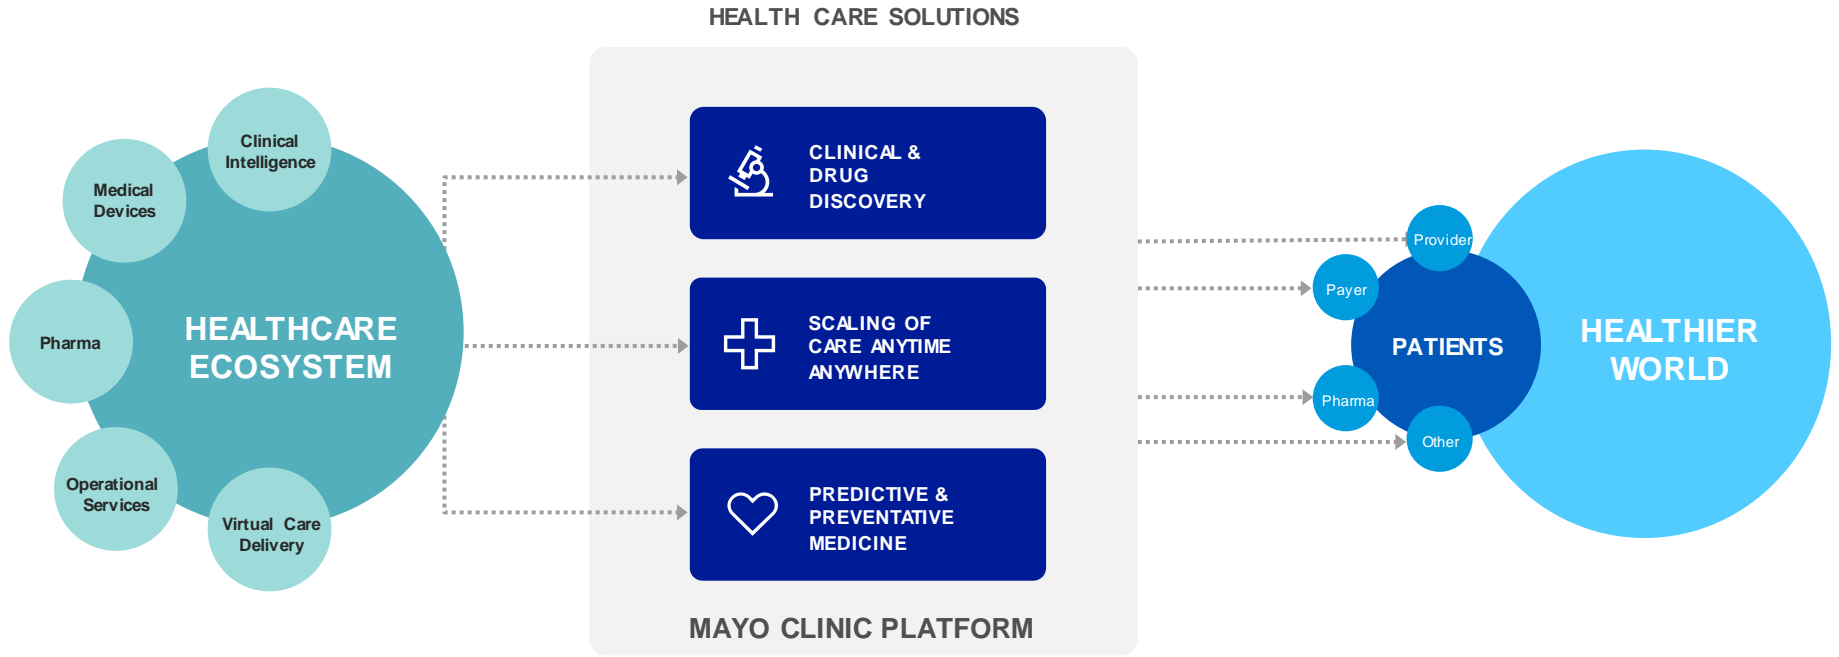 HEALTH CARE SOLUTIONS
Clinical
Intelligence
Medical
Devices
Pharma
Operational
Services
Virtual Care
Delivery
HEALTHCARE
ECOSYSTEM
CLINICAL &
DRUG
DISCOVERY
SCALING OF
CARE ANYTIME
ANYWHERE
PREDICTIVE &
PREVENTATIVE
MEDICINE
MAYO CLINIC PLATFORM
Provider
Payer
Pharma
Other
PATIENTS
HEALTHIER
WORLD